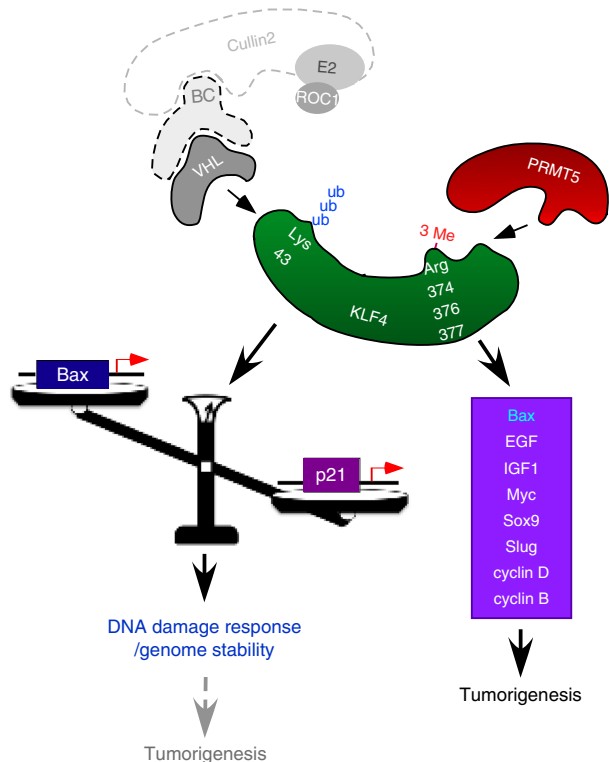 Cullin2
E2
BC
ROC1
VHL
PRMT5
ub
ub
ub
3 Me
Lys
43
Arg
374
376
377
KLF4
Bax
p21
Bax
EGF
IGF1
Myc
Sox9
Slug
cyclin D
cyclin B
DNA damage response
/genome stability
Tumorigenesis
Tumorigenesis